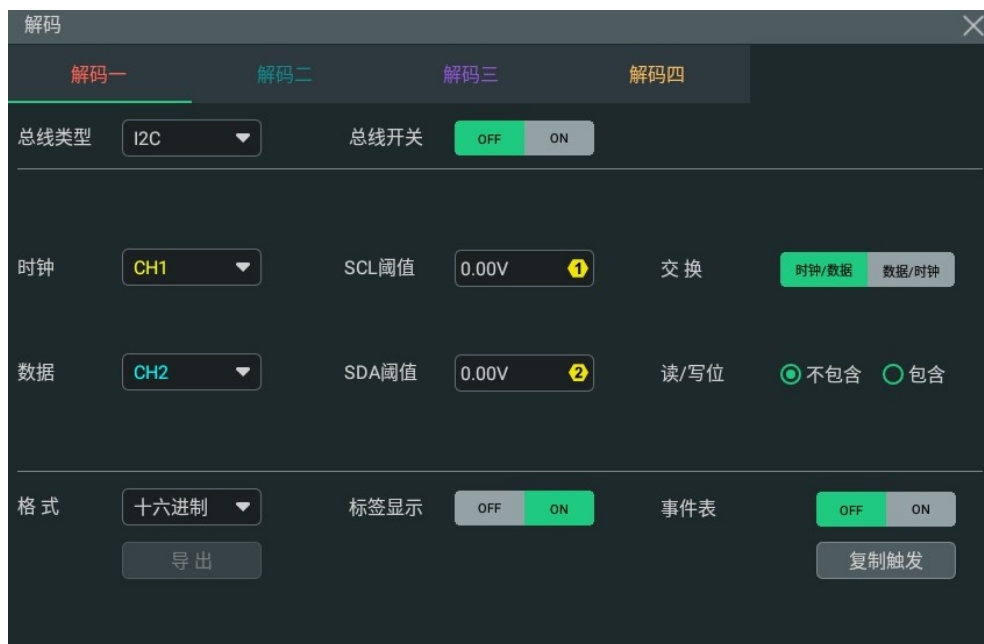 解码
解码一 解码二 解码三 解码四
总线类型 I2C 总线开关 OFF ON
时钟 CH1 SCL阈值 0.00V 1 交换 时钟/数据 数据/时钟
数据 CH2 SDA阈值 0.00V 2 读/写位 不包含 包含
格式 十六进制 标签显示 OFF ON 事件表 OFF ON
导出 复制触发